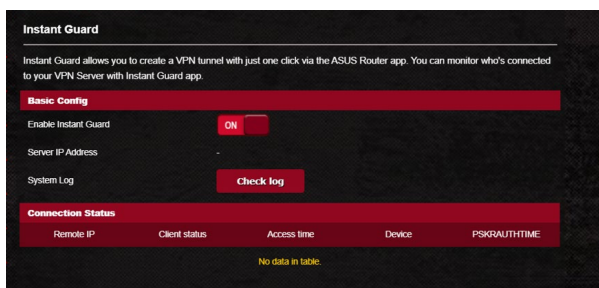 Instant Guard
Instant Guard allows you to create a VPN tunnel with just one click via the ASUS Router app. You can monitor who's connected
to your VPN Server with Instant Guard app.
Basic Config
Enable Instant Guard ON
Server IP Address -
System Log Check log
Connection Status
Remote IP Client status Access time Device PSKRAUTHTIME
No data in table.